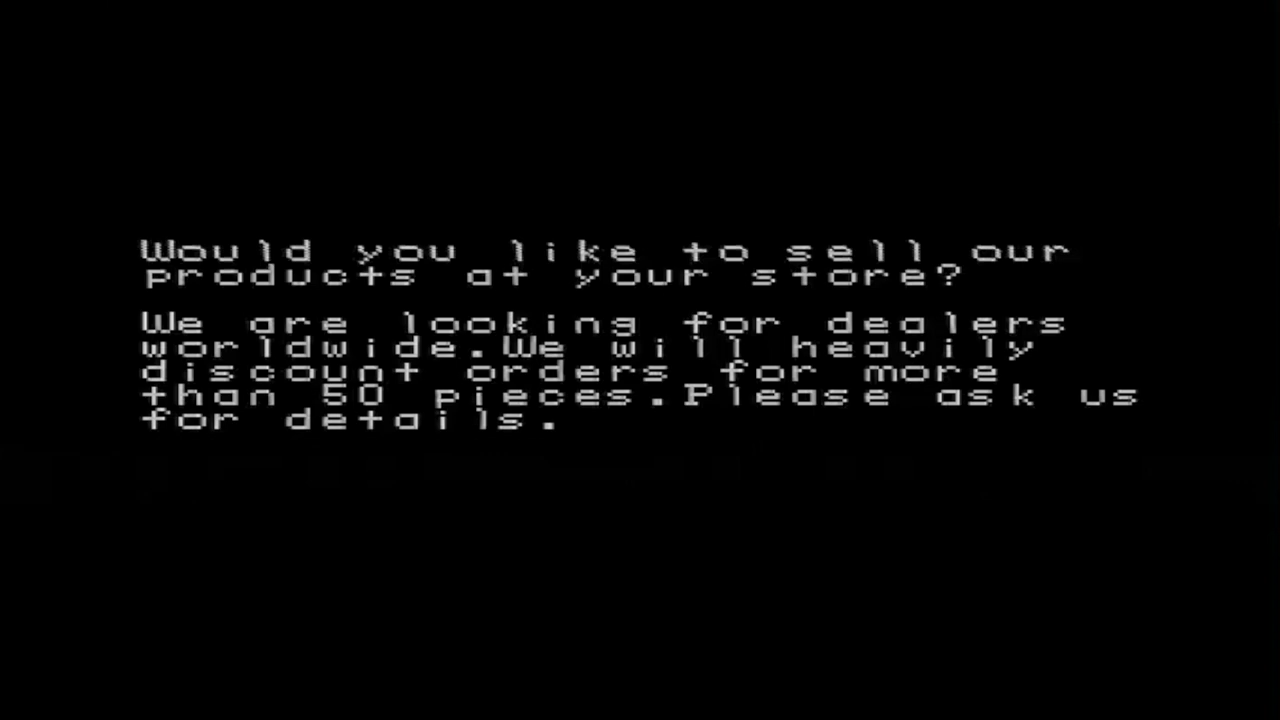 Would you like to sell our
products at your store?
We are looking for dealers
worldwide.We will heavily
discount orders for more
than 50 pieces.Please ask us
for details.